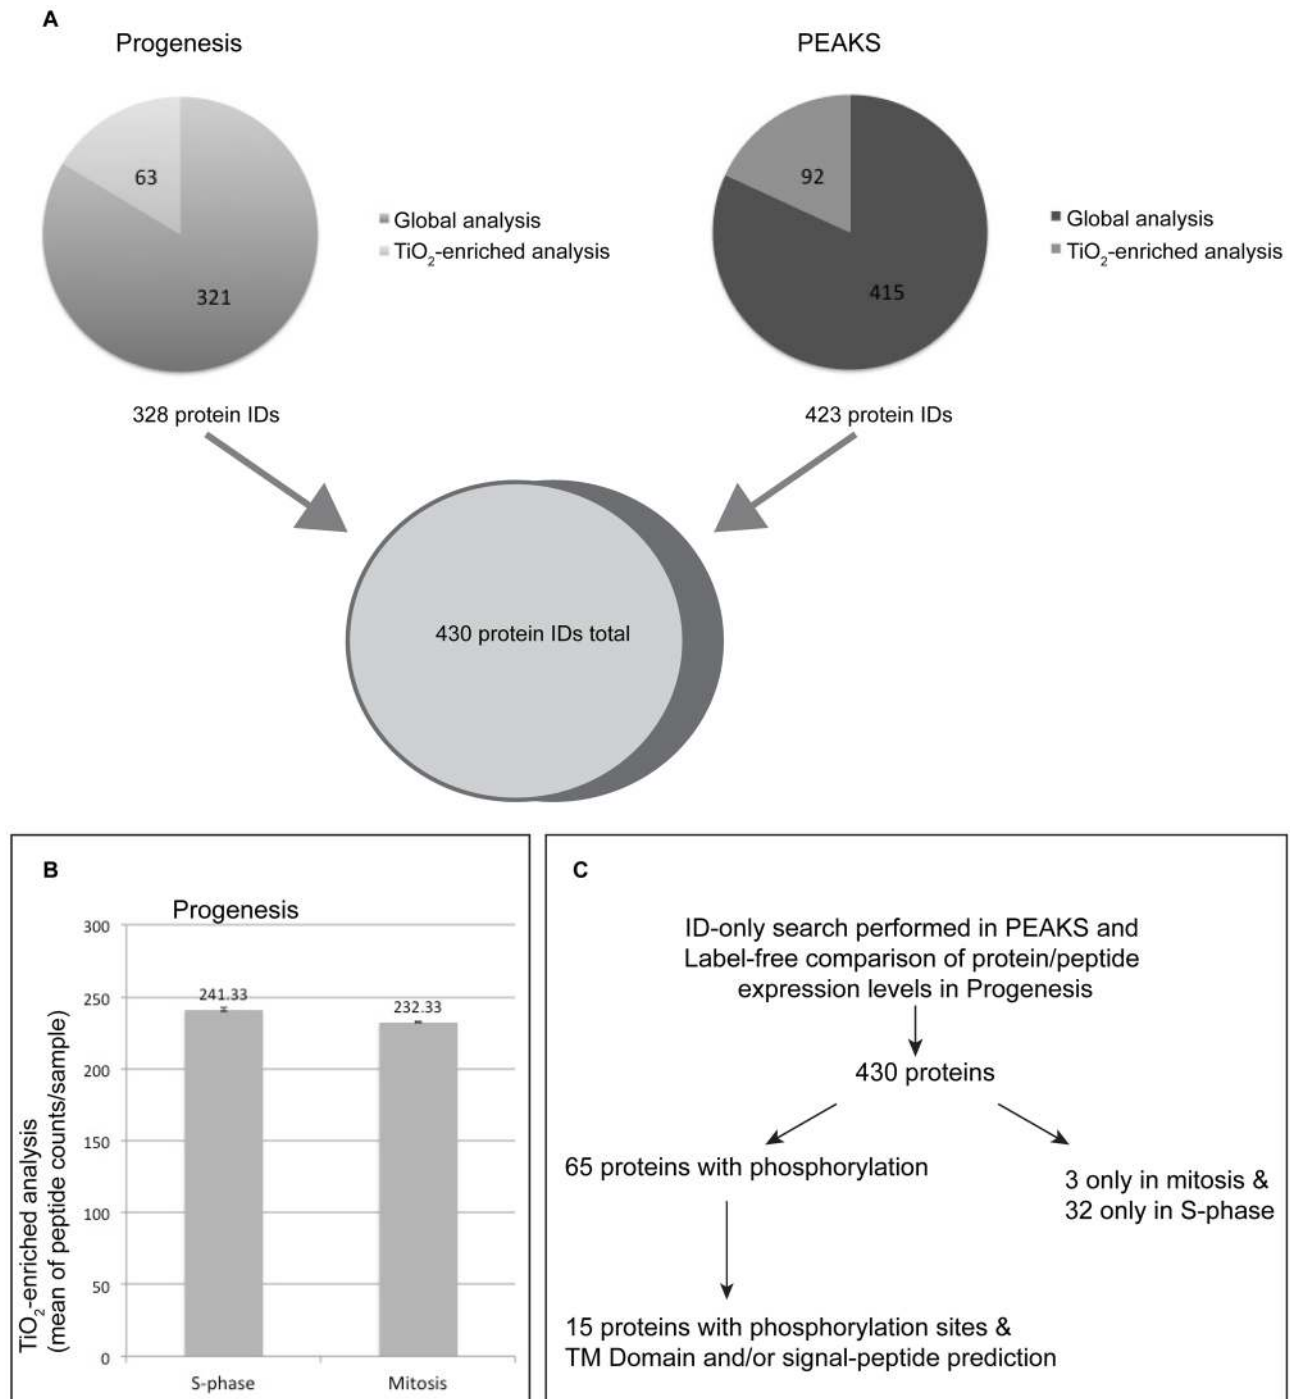 A
Progenesis
63
321
Global analysis
TiO2-enriched analysis
328 protein IDs
PEAKS
92
415
Global analysis
TiO2-enriched analysis
423 protein IDs
430 protein IDs total
B
Progenesis
TiO2-enriched analysis
(mean of peptide counts/sample)
300
250
200
150
100
50
0
241.33
232.33
S-phase
Mitosis
C
ID-only search performed in PEAKS and
Label-free comparison of protein/peptide
expression levels in Progenesis
430 proteins
65 proteins with phosphorylation
3 only in mitosis &
32 only in S-phase
15 proteins with phosphorylation sites &
TM Domain and/or signal-peptide prediction